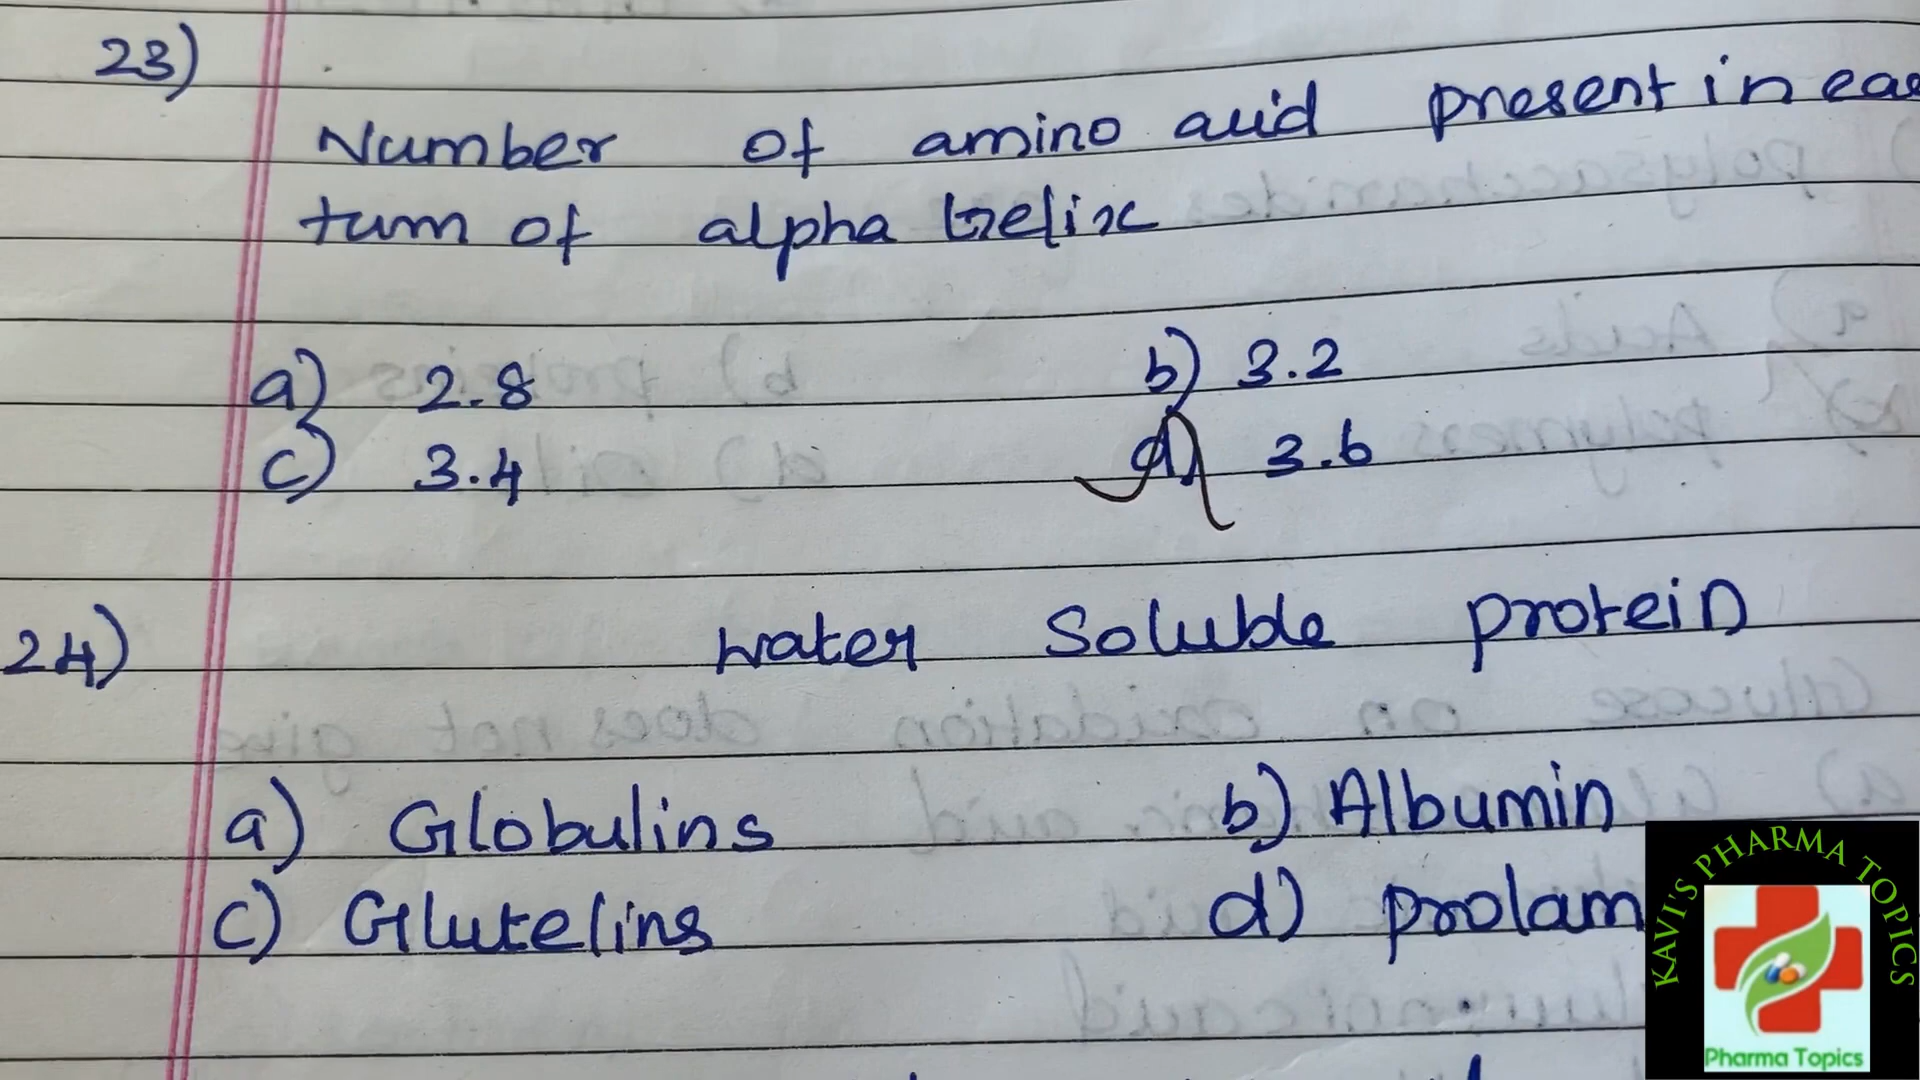 23)
Number of amino acid present in eac
turn of alpha helix
a) 2.8 b) 3.2
c) 3.4 d) 3.6
24) water soluble protein
a) Globulins b) Albumin
c) Glutelins d) prolam
KAVI'S PHARMA TOPICS
Pharma Topics